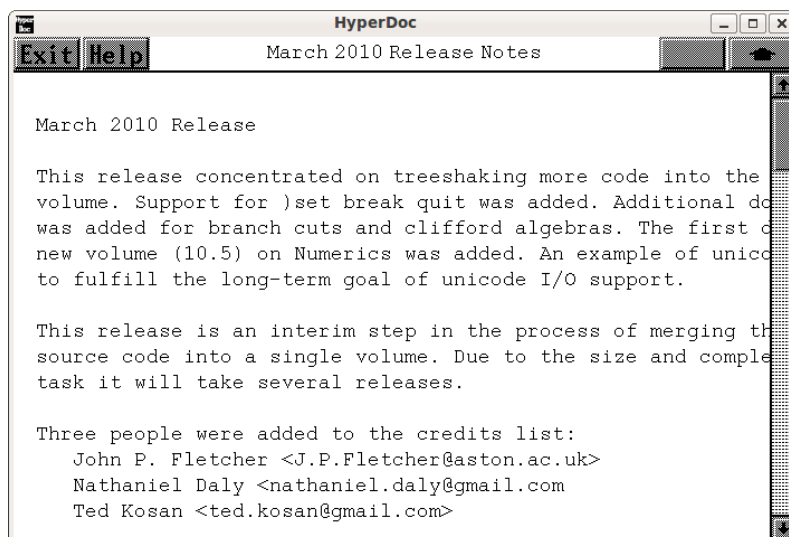 Hyper
Doc
HyperDoc
Exit Help March 2010 Release Notes
March 2010 Release
This release concentrated on treeshaking more code into the
volume. Support for )set break quit was added. Additional
was added for branch cuts and clifford algebras. The first
new volume (10.5) on Numerics was added. An example of
to fulfill the long-term goal of unicode I/O support.
This release is an interim step in the process of merging
source code into a single volume. Due to the size and
task it will take several releases.
Three people were added to the credits list:
John P. Fletcher <J.P.Fletcher@aston.ac.uk>
Nathaniel Daly <nathaniel.daly@gmail.com
Ted Kosan <ted.kosan@gmail.com>